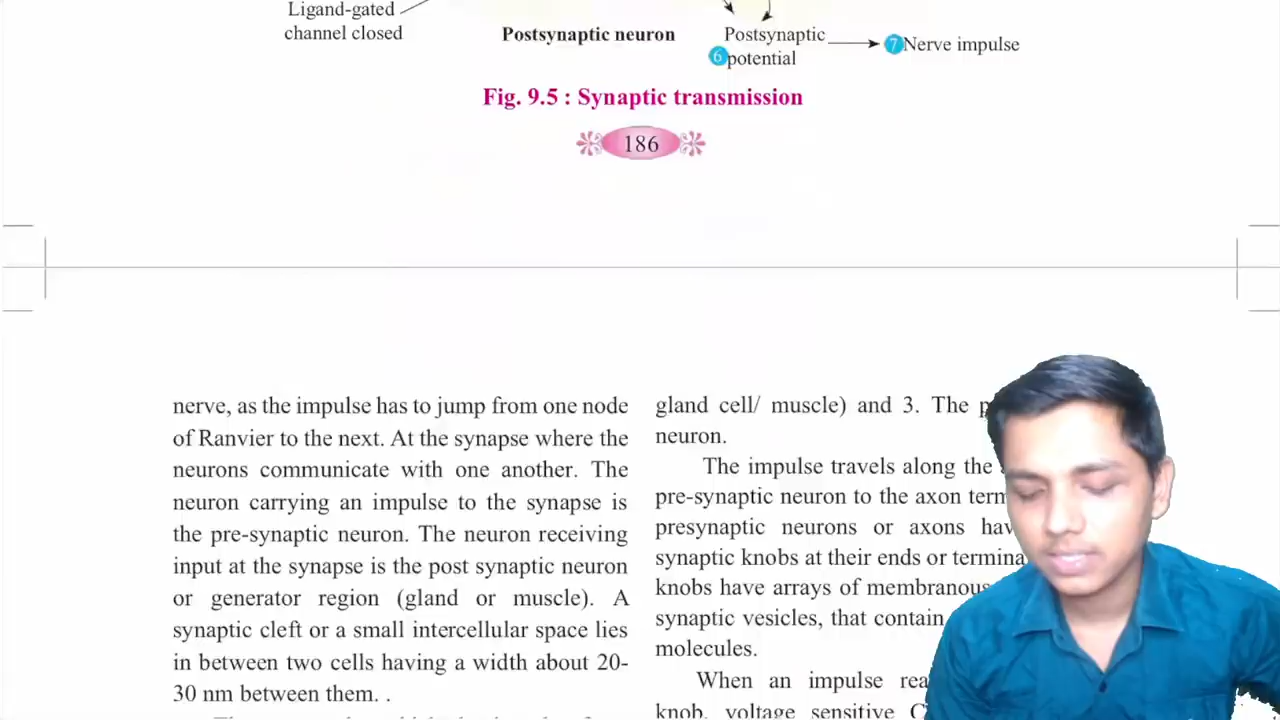 Ligand-gated
channel closed
Postsynaptic neuron
Postsynaptic
6 potential
7 Nerve impulse
Fig. 9.5 : Synaptic transmission
186
nerve, as the impulse has to jump from one node
of Ranvier to the next. At the synapse where the
neurons communicate with one another. The
neuron carrying an impulse to the synapse is
the pre-synaptic neuron. The neuron receiving
input at the synapse is the post synaptic neuron
or generator region (gland or muscle). A
synaptic cleft or a small intercellular space lies
in between two cells having a width about 20-
30 nm between them. .
gland cell/ muscle) and 3. The
neuron.
The impulse travels along the
pre-synaptic neuron to the axon
presynaptic neurons or axons
synaptic knobs at their ends or
knobs have arrays of membranous
synaptic vesicles, that contain
molecules.
When an impulse
knob, voltage sensitive